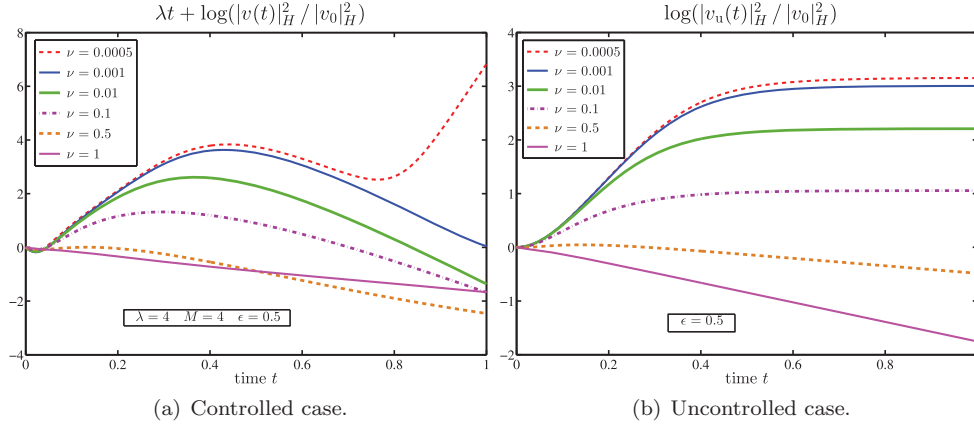 λt + log(|v(t)|²_H / |v₀|²_H)
8
6
4
2
0
−2
−4
0
0.2
0.4
0.6
0.8
1
time t
ν = 0.0005
ν = 0.001
ν = 0.01
ν = 0.1
ν = 0.5
ν = 1
λ = 4 M = 4 ϵ = 0.5
(a) Controlled case.
log(|v_u(t)|²_H / |v₀|²_H)
4
3
2
1
0
−1
−2
0
0.2
0.4
0.6
0.8
time t
ν = 0.0005
ν = 0.001
ν = 0.01
ν = 0.1
ν = 0.5
ν = 1
ϵ = 0.5
(b) Uncontrolled case.